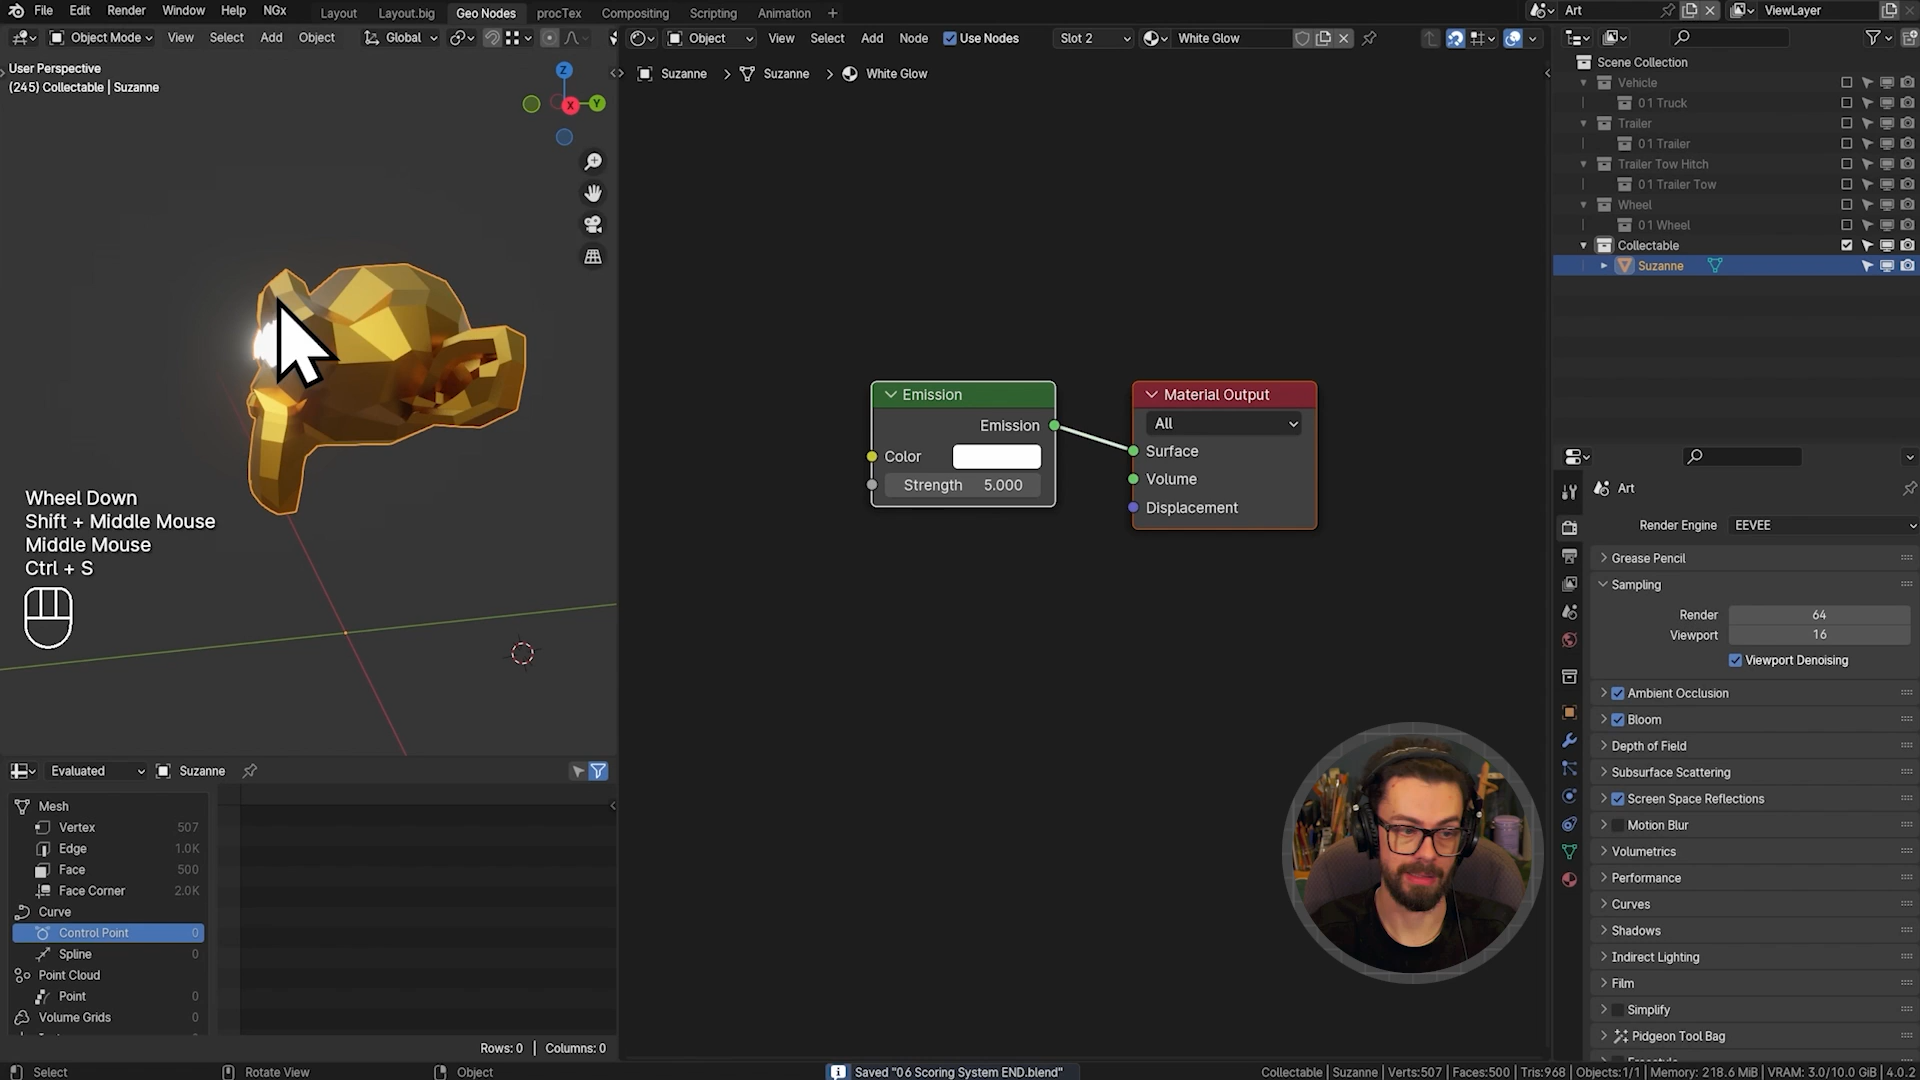 File Edit Render Window Help NGx Layout Layout.big Geo Nodes procTex Compositing Scripting Animation + Art ViewLayer
Object Mode View Select Add Object Global Object View Select Add Node Use Nodes Slot 2 White Glow
User Perspective
(245) Collectable | Suzanne
Z
X
Y
Suzanne > Suzanne > White Glow
Emission
Emission
Color
Strength 5.000
Material Output
All
Surface
Volume
Displacement
Wheel Down
Shift + Middle Mouse
Middle Mouse
Ctrl + S
Evaluated Suzanne
Mesh
Vertex 507
Edge 1.0K
Face 500
Face Corner 2.0K
Curve
Control Point 0
Spline 0
Point Cloud
Point 0
Volume Grids
Rows: 0 | Columns: 0
Scene Collection
Vehicle
01 Truck
Trailer
01 Trailer
Trailer Tow Hitch
01 Trailer Tow
Wheel
01 Wheel
Collectable
Suzanne
Art
Render Engine EEVEE
Grease Pencil
Sampling
Render 64
Viewport 16
Viewport Denoising
Ambient Occlusion
Bloom
Depth of Field
Subsurface Scattering
Screen Space Reflections
Motion Blur
Volumetrics
Performance
Curves
Shadows
Indirect Lighting
Film
Simplify
Pidgeon Tool Bag
Select Rotate View Object Saved "06 Scoring System END.blend" Collectable | Suzanne | Verts:507 | Faces:500 | Tris:968 | Objects:1/1 | Memory: 218.6 MiB | VRAM: 3.0/10.0 GiB | 4.0.2